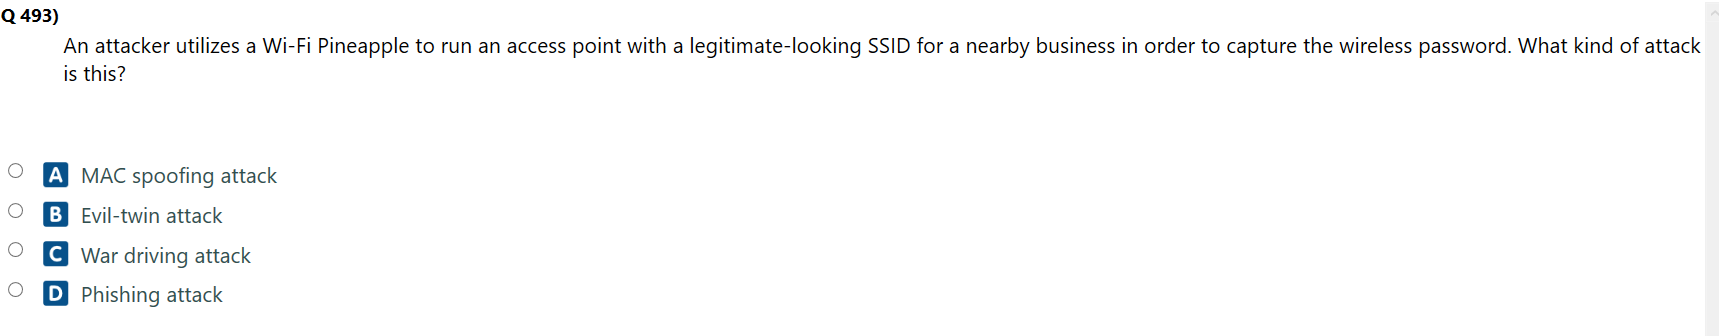 Q 493)
An attacker utilizes a Wi-Fi Pineapple to run an access point with a legitimate-looking SSID for a nearby business in order to capture the wireless password. What kind of attack
is this?
A MAC spoofing attack
B Evil-twin attack
C War driving attack
D Phishing attack